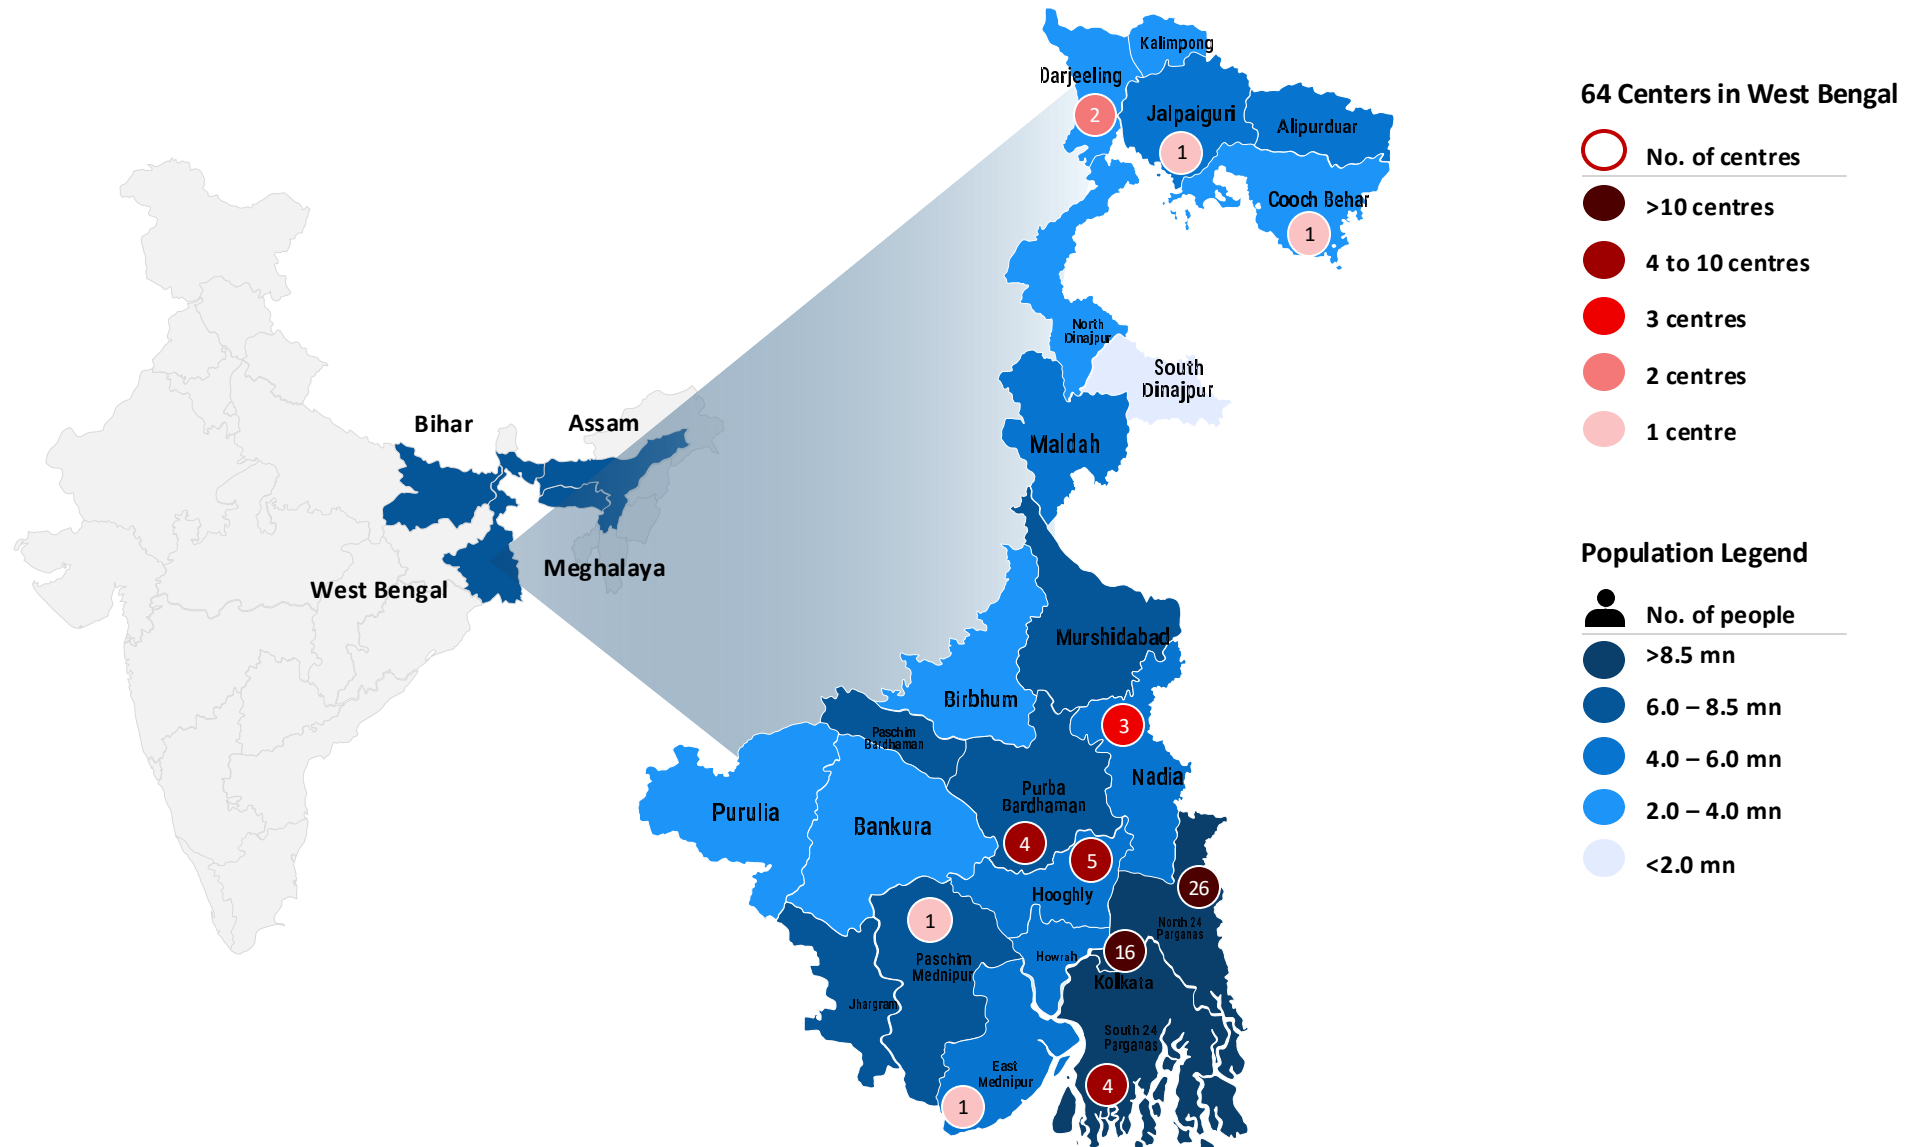 Bihar
Assam
West Bengal
Meghalaya
Kalimpong
Darjeeling
2
Jalpaiguri
1
Alipurduar
Cooch Behar
1
North
Dinajpur
South
Dinajpur
Maldah
Murshidabad
Birbhum
3
Paschim
Bardhaman
Nadia
Purba
Bardhaman
Purulia
Bankura
4
5
Hooghly
26
North 24
Parganas
1
Paschim
Mednipur
Howrah
16
Kolkata
Jhargram
South 24
Parganas
East
Mednipur
4
1
64 Centers in West Bengal
No. of centres
>10 centres
4 to 10 centres
3 centres
2 centres
1 centre
Population Legend
No. of people
>8.5 mn
6.0 – 8.5 mn
4.0 – 6.0 mn
2.0 – 4.0 mn
<2.0 mn